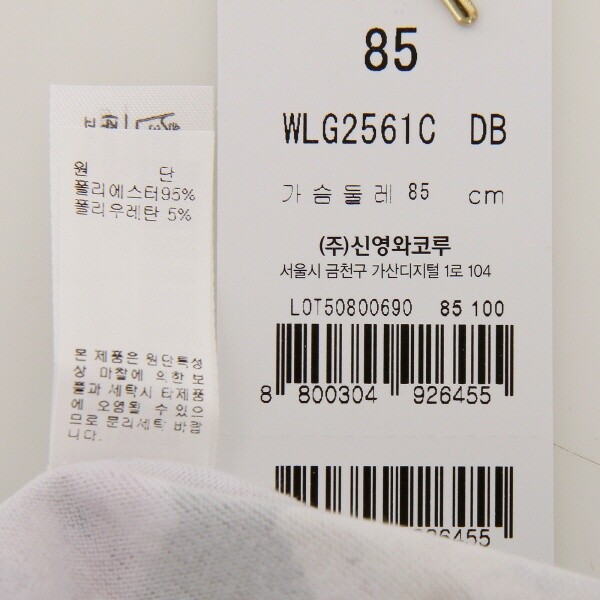 85
WLG2561C DB
가슴둘레 85 cm
(주)신영와코루
서울시 금천구 가산디지털 1로 104
LOT50800690 85 100
8 800304 926455
926455
원 단
폴리에스터95%
폴리우레탄 5%
본 제품은 원단특성
상 마찰에 의한 보
풀과 세탁시 타제품
에 오염될 수 있으
므로 분리세탁 바랍
니다.